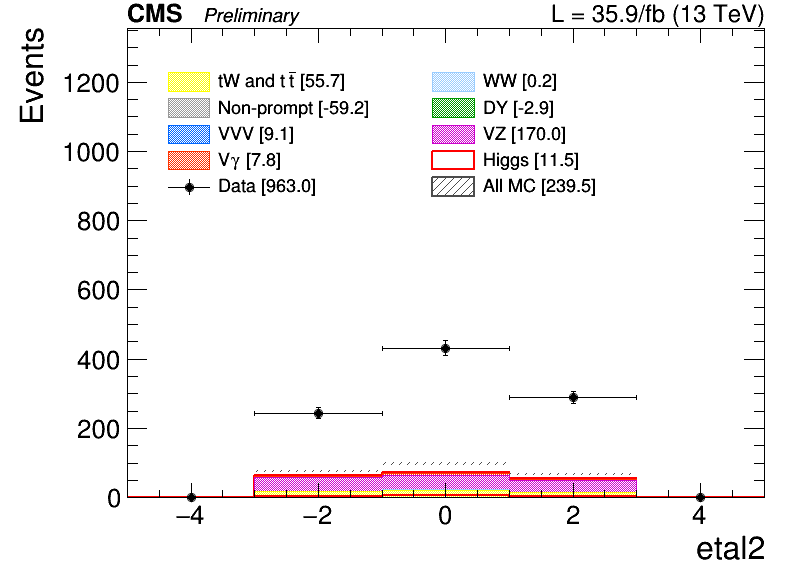 CMS Preliminary L = 35.9/fb (13 TeV)
Events
1200
1000
800
600
400
200
0
tW and t t̄ [55.7]
Non-prompt [-59.2]
VVV [9.1]
Vγ [7.8]
Data [963.0]
WW [0.2]
DY [-2.9]
VZ [170.0]
Higgs [11.5]
All MC [239.5]
−4 −2 0 2 4
etal2